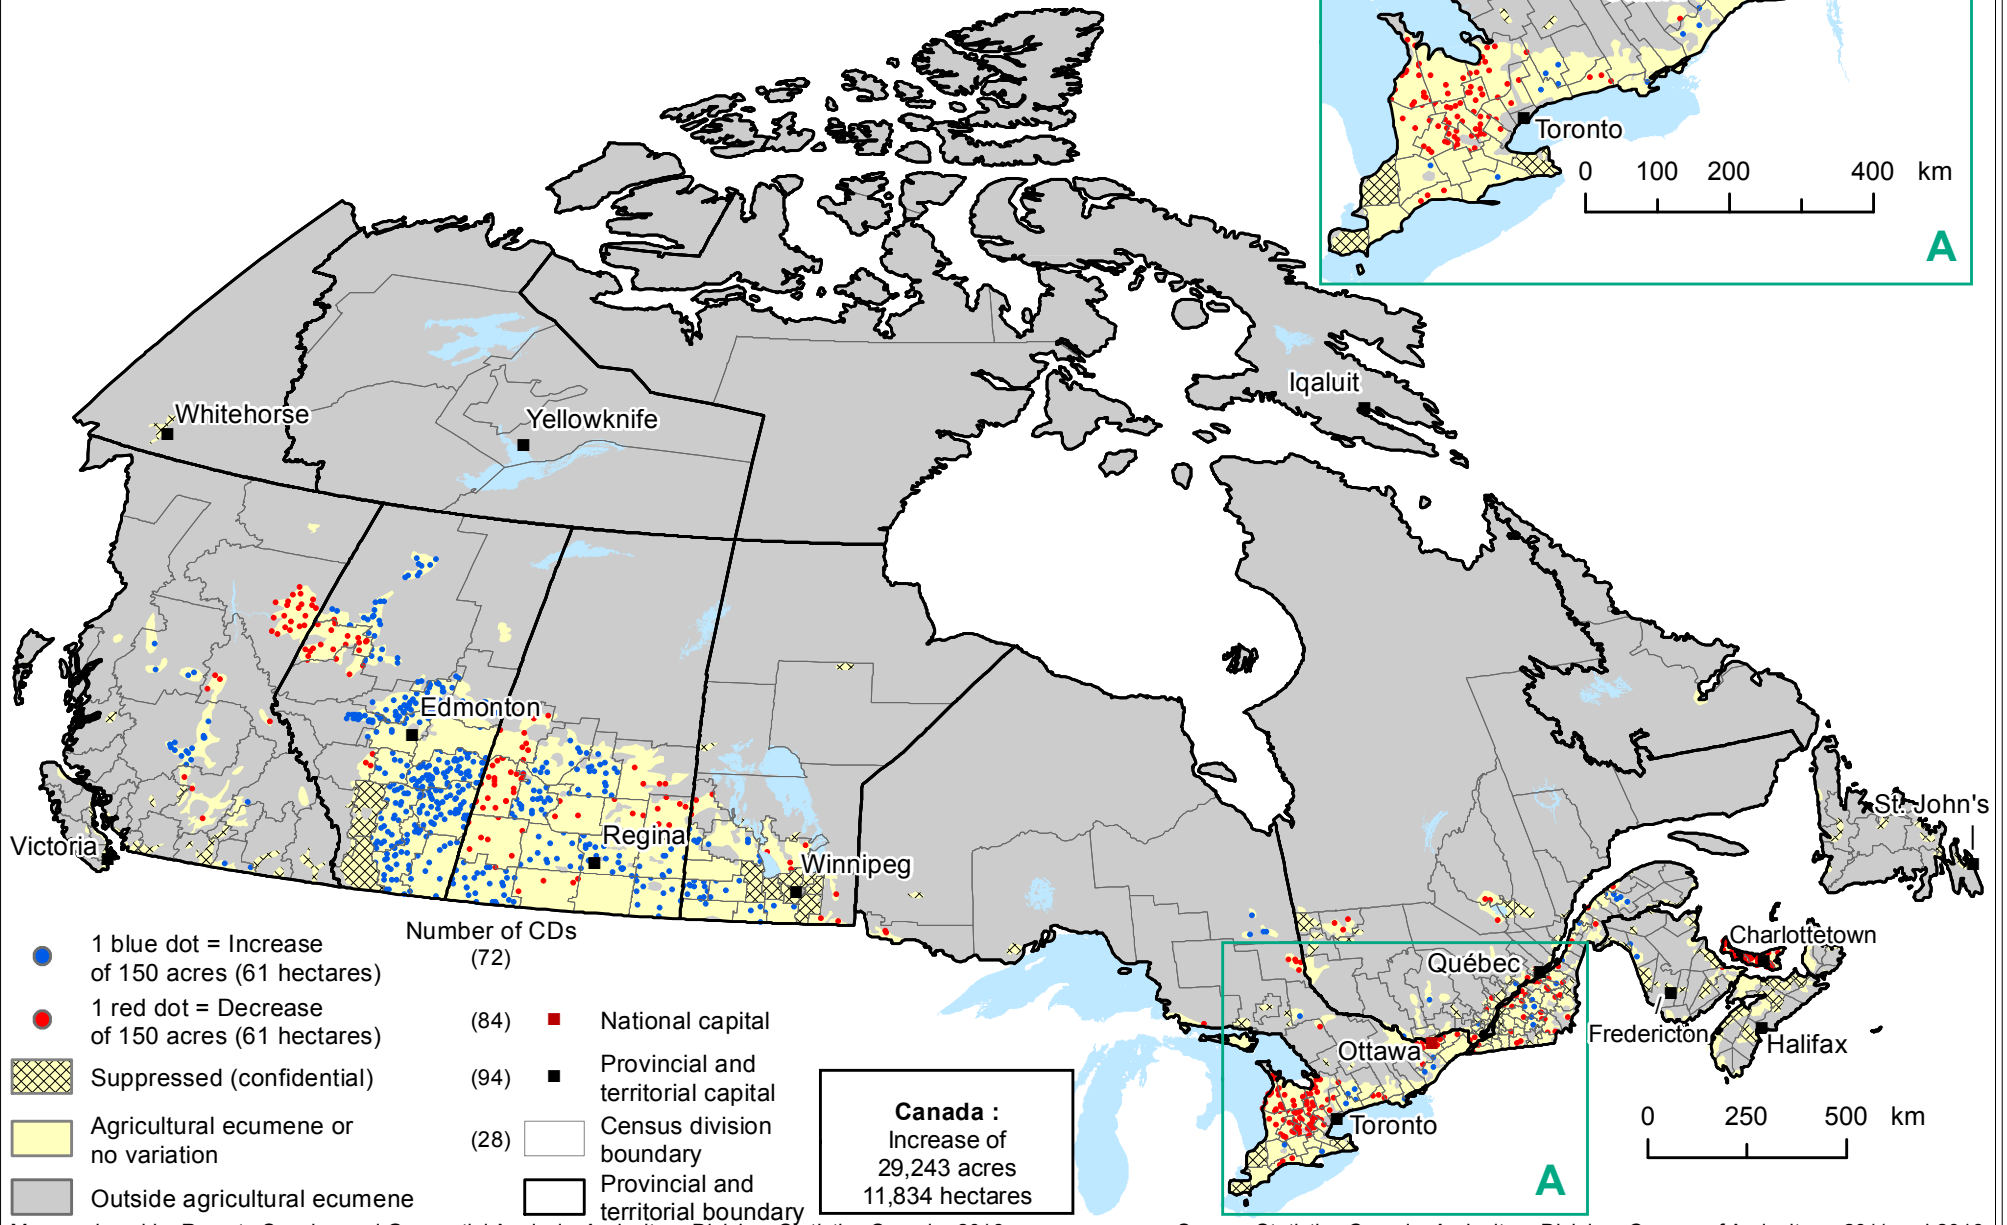 Toronto
0 100 200 400 km
A
Iqaluit
Whitehorse
Yellowknife
Edmonton
Regina
Winnipeg
Victoria
St. John's
Charlottetown
Québec
Fredericton
Halifax
Ottawa
Toronto
0 250 500 km
A
Number of CDs
1 blue dot = Increase
of 150 acres (61 hectares)
(72)
1 red dot = Decrease
of 150 acres (61 hectares)
(84)
Suppressed (confidential)
(94)
Agricultural ecumene or
no variation
(28)
Outside agricultural ecumene
National capital
Provincial and
territorial capital
Census division
boundary
Provincial and
territorial boundary
Canada :
Increase of
29,243 acres
11,834 hectares